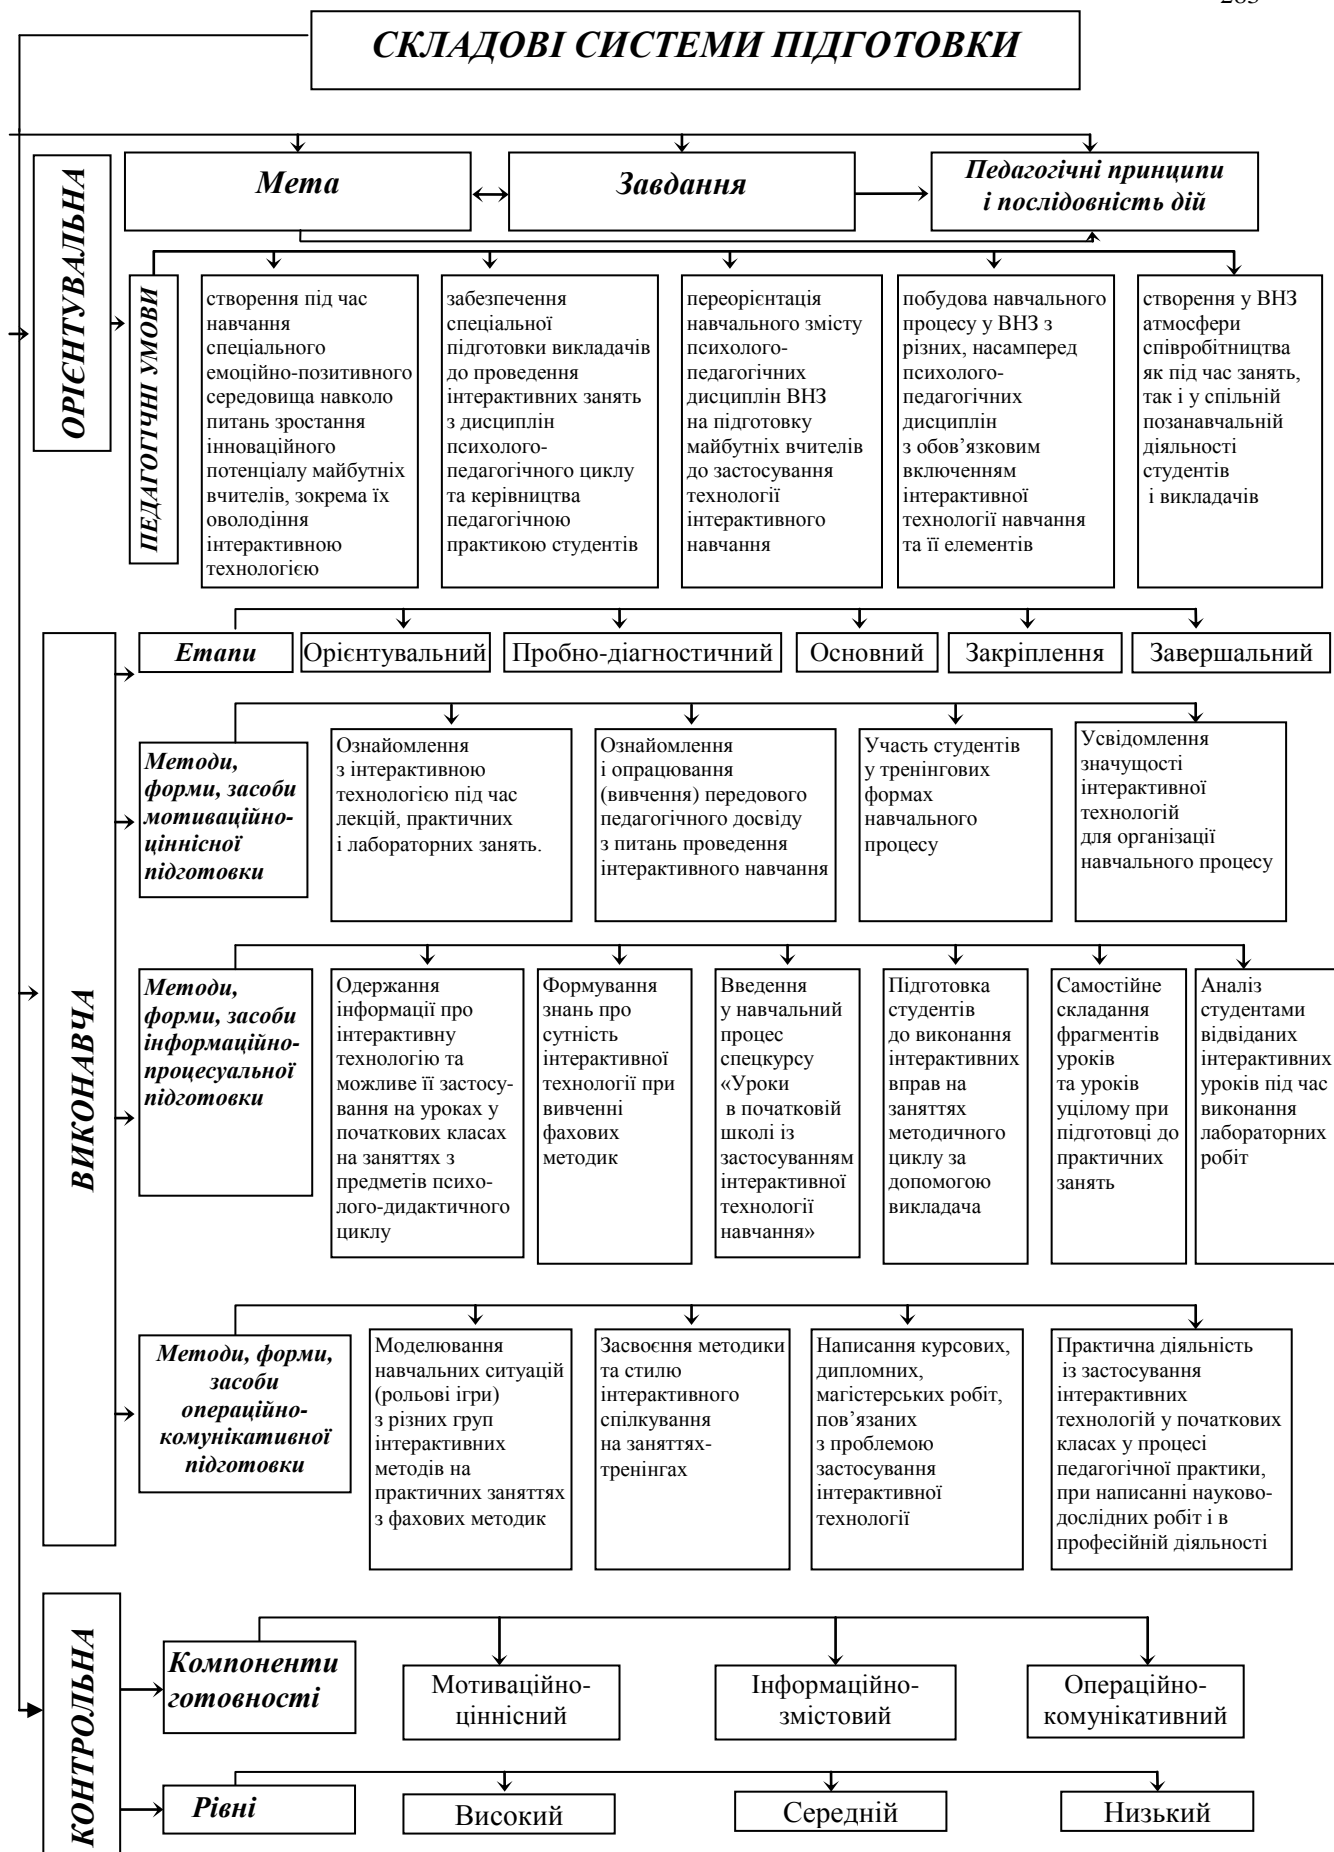 СКЛАДОВІ СИСТЕМИ ПІДГОТОВКИ
ОРІЄНТУВАЛЬНА
Мета
Завдання
Педагогічні принципи
і послідовність дій
ПЕДАГОГІЧНІ УМОВИ
створення під час
навчання
спеціального
емоційно-позитивного
середовища навколо
питань зростання
інноваційного
потенціалу майбутніх
вчителів, зокрема їх
оволодіння
інтерактивною
технологією
забезпечення
спеціальної
підготовки викладачів
до проведення
інтерактивних занять
з дисциплін
психолого-
педагогічного циклу
та керівництва
педагогічною
практикою студентів
переорієнтація
навчального змісту
психолого-
педагогічних
дисциплін ВНЗ
на підготовку
майбутніх вчителів
до застосування
технології
інтерактивного
навчання
побудова навчального
процесу у ВНЗ з
різних, насамперед
психолого-
педагогічних
дисциплін
з обов’язковим
включенням
інтерактивної
технології навчання
та її елементів
створення у ВНЗ
атмосфери
співробітництва
як під час занять,
так і у спільній
позанавчальній
діяльності
студентів
і викладачів
ВИКОНАВЧА
Етапи
Орієнтувальний
Пробно-діагностичний
Основний
Закріплення
Завершальний
Методи,
форми, засоби
мотиваційно-
ціннісної
підготовки
Ознайомлення
з інтерактивною
технологією під час
лекцій, практичних
і лабораторних занять.
Ознайомлення
і опрацювання
(вивчення) передового
педагогічного досвіду
з питань проведення
інтерактивного навчання
Участь студентів
у тренінгових
формах
навчального
процесу
Усвідомлення
значущості
інтерактивної
технологій
для організації
навчального процесу
Методи,
форми, засоби
інформаційно-
процесуальної
підготовки
Одержання
інформації про
інтерактивну
технологію та
можливе її застосу-
вання на уроках у
початкових класах
на заняттях з
предметів психо-
лого-дидактичного
циклу
Формування
знань про
сутність
інтерактивної
технології при
вивченні
фахових
методик
Введення
у навчальний
процес
спецкурсу
«Уроки
в початковій
школі із
застосуванням
інтерактивної
технології
навчання»
Підготовка
студентів
до виконання
інтерактивних
вправ на
заняттях
методичного
циклу за
допомогою
викладача
Самостійне
складання
фрагментів
уроків
та уроків
уцілому при
підготовці до
практичних
занять
Аналіз
студентами
відвіданих
інтерактивних
уроків під час
виконання
лабораторних
робіт
Методи, форми,
засоби
операційно-
комунікативної
підготовки
Моделювання
навчальних ситуацій
(рольові ігри)
з різних груп
інтерактивних
методів на
практичних заняттях
з фахових методик
Засвоєння методики
та стилю
інтерактивного
спілкування
на заняттях-
тренінгах
Написання курсових,
дипломних,
магістерських робіт,
пов’язаних
з проблемою
застосування
інтерактивної
технології
Практична діяльність
із застосування
інтерактивних
технологій у початкових
класах у процесі
педагогічної практики,
при написанні науково-
дослідних робіт і в
професійній діяльності
КОНТРОЛЬНА
Компоненти
готовності
Мотиваційно-
ціннісний
Інформаційно-
змістовий
Операційно-
комунікативний
Рівні
Високий
Середній
Низький